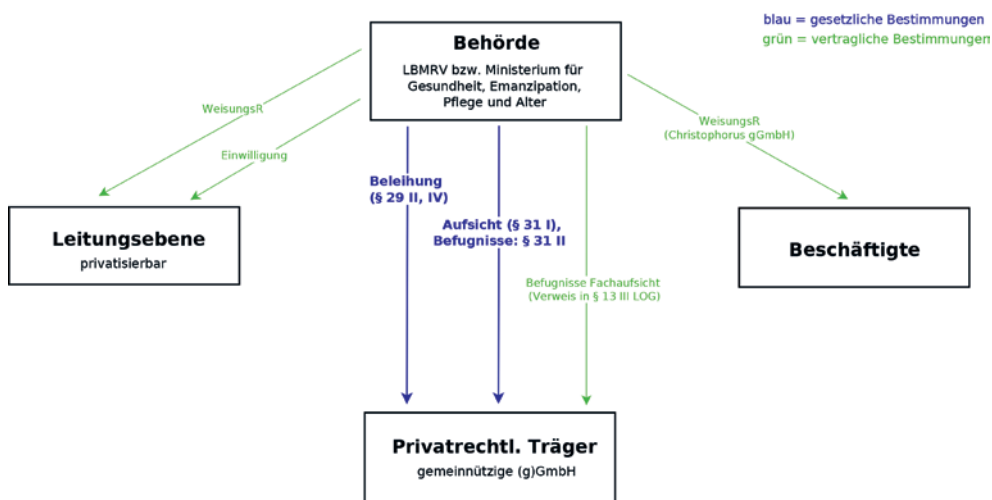 blau = gesetzliche Bestimmungen
grün = vertragliche Bestimmungen
Behörde
LBMRV bzw. Ministerium für
Gesundheit, Emanzipation,
Pflege und Alter
WeisungsR
Einwilligung
WeisungsR
(Christophorus gGmbH)
Beleihung
(§ 29 II, IV)
Aufsicht (§ 31 I),
Befugnisse: § 31 II
Befugnisse Fachaufsicht
(Verweis in § 13 III LOG)
Leitungsebene
privatisierbar
Beschäftigte
Privatrechtl. Träger
gemeinnützige (g)GmbH